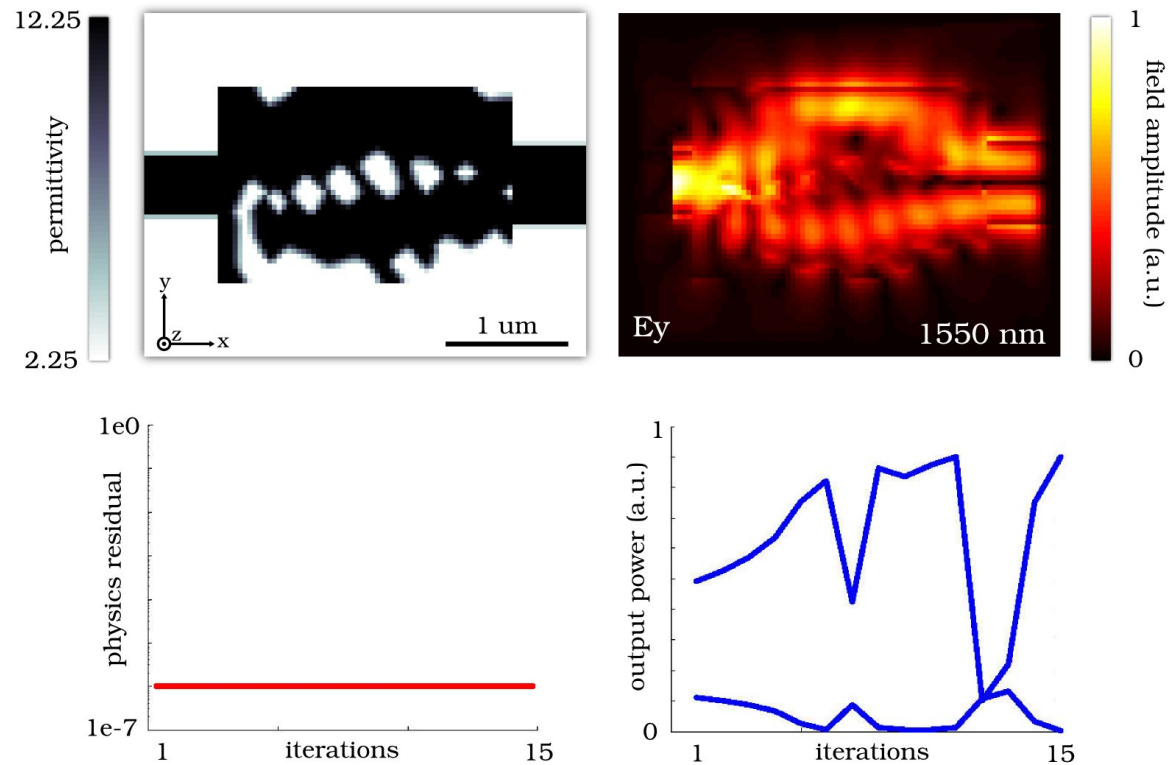 12.25
permittivity
2.25
y
z
x
1 um
Ey
1550 nm
1
field amplitude (a.u.)
0
1e0
physics residual
1e-7
1
iterations
15
1
output power (a.u.)
0
1
iterations
15